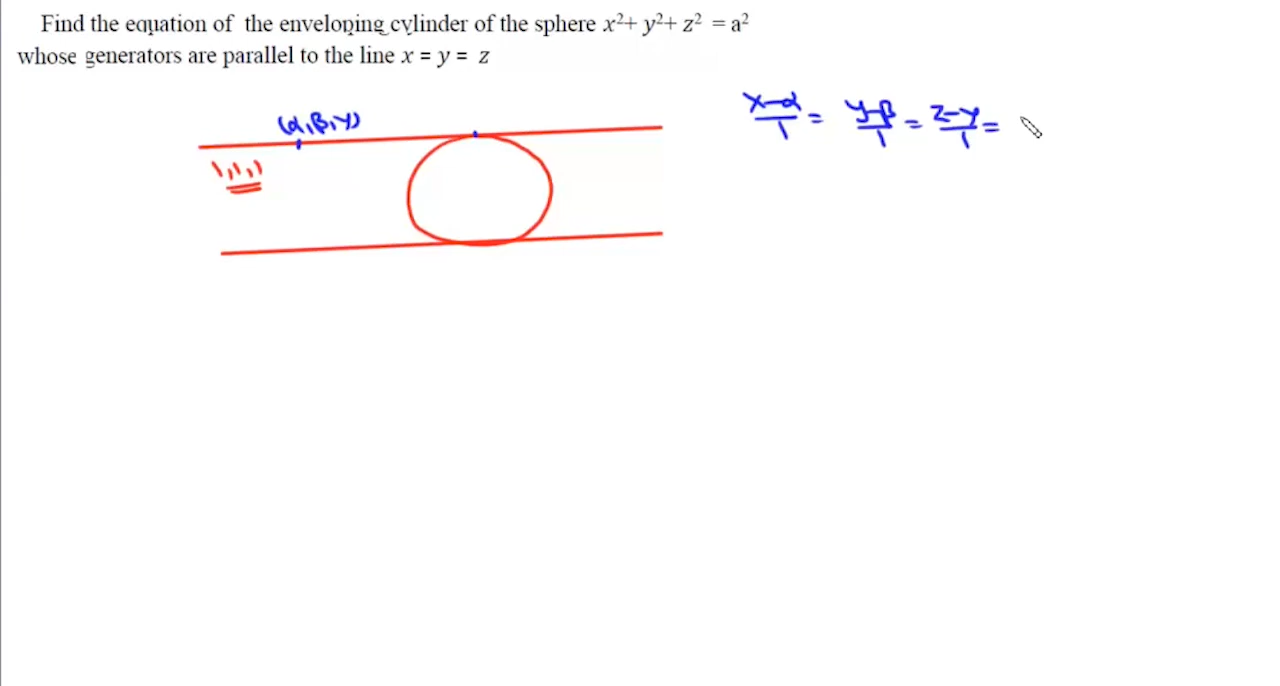 Find the equation of the enveloping cylinder of the sphere x²+ y²+ z² = a²
whose generators are parallel to the line x = y = z
(α,β,γ)
x-α/1 = y-β/1 = z-γ/1 =
1,1,1